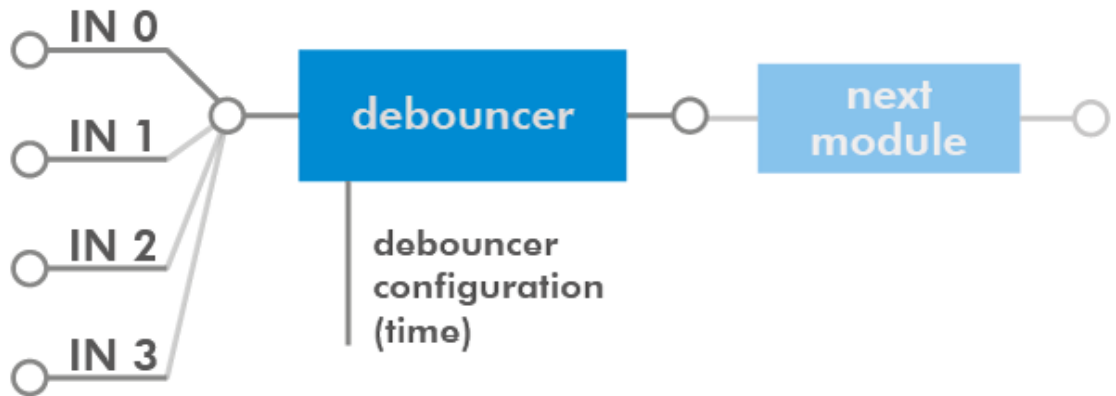 IN 0
IN 1
IN 2
IN 3
debouncer
debouncer
configuration
(time)
next
module